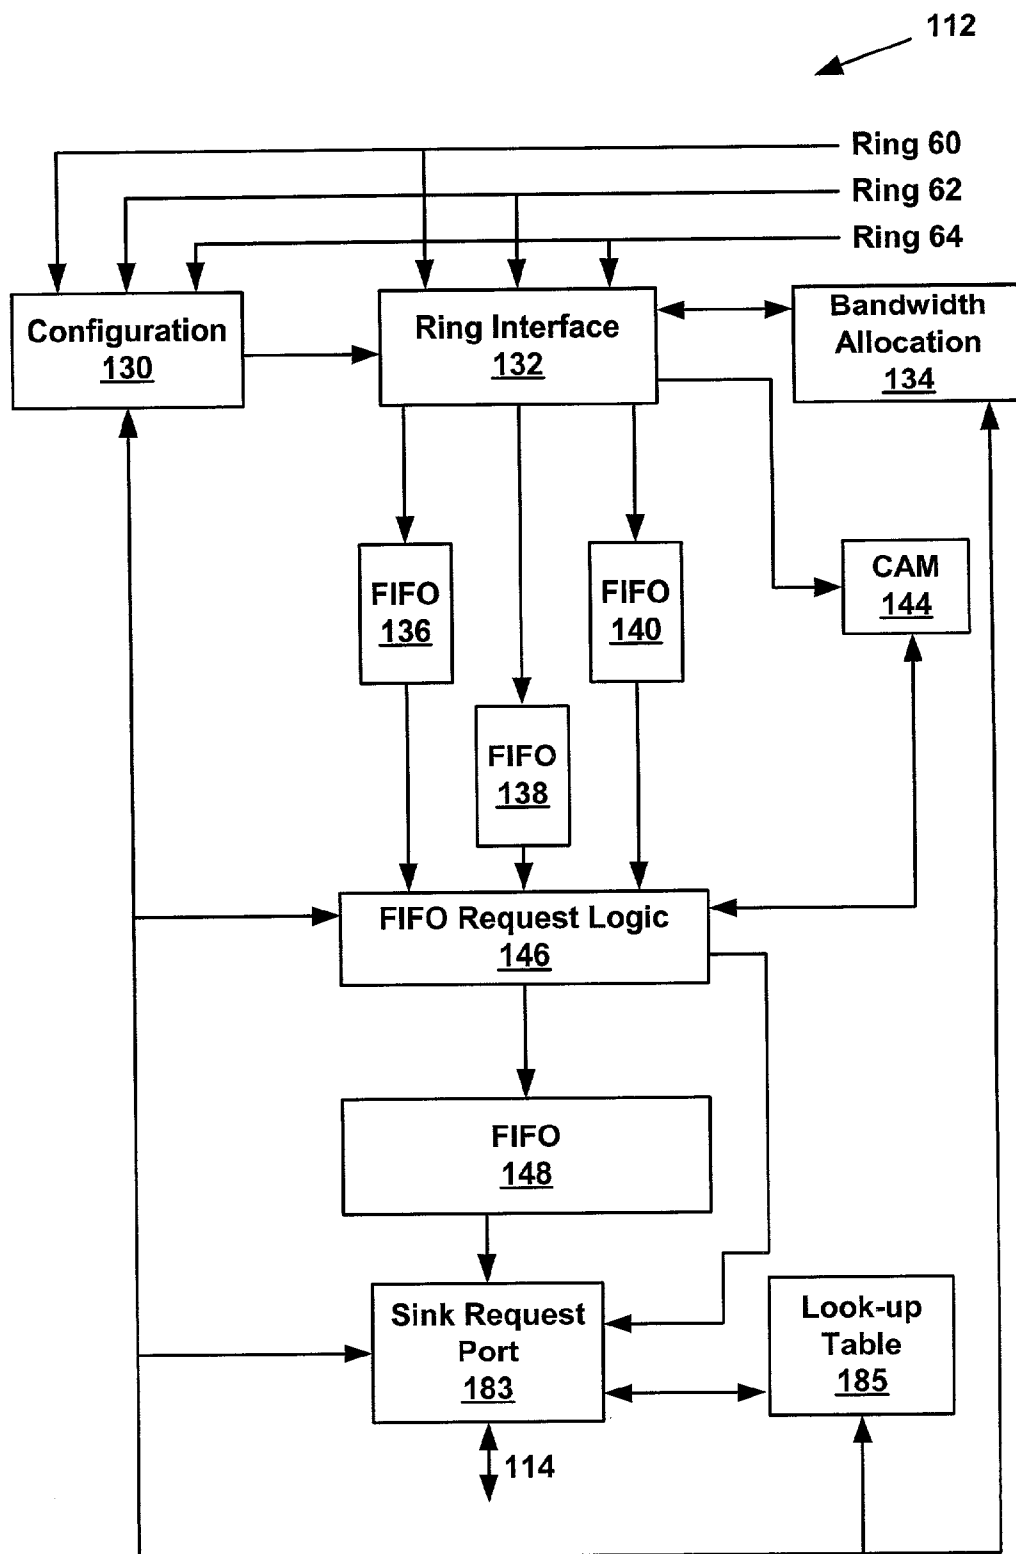 112
Ring 60
Ring 62
Ring 64
Configuration
130
Ring Interface
132
Bandwidth
Allocation
134
FIFO
136
FIFO
140
CAM
144
FIFO
138
FIFO Request Logic
146
FIFO
148
Sink Request
Port
183
Look-up
Table
185
114